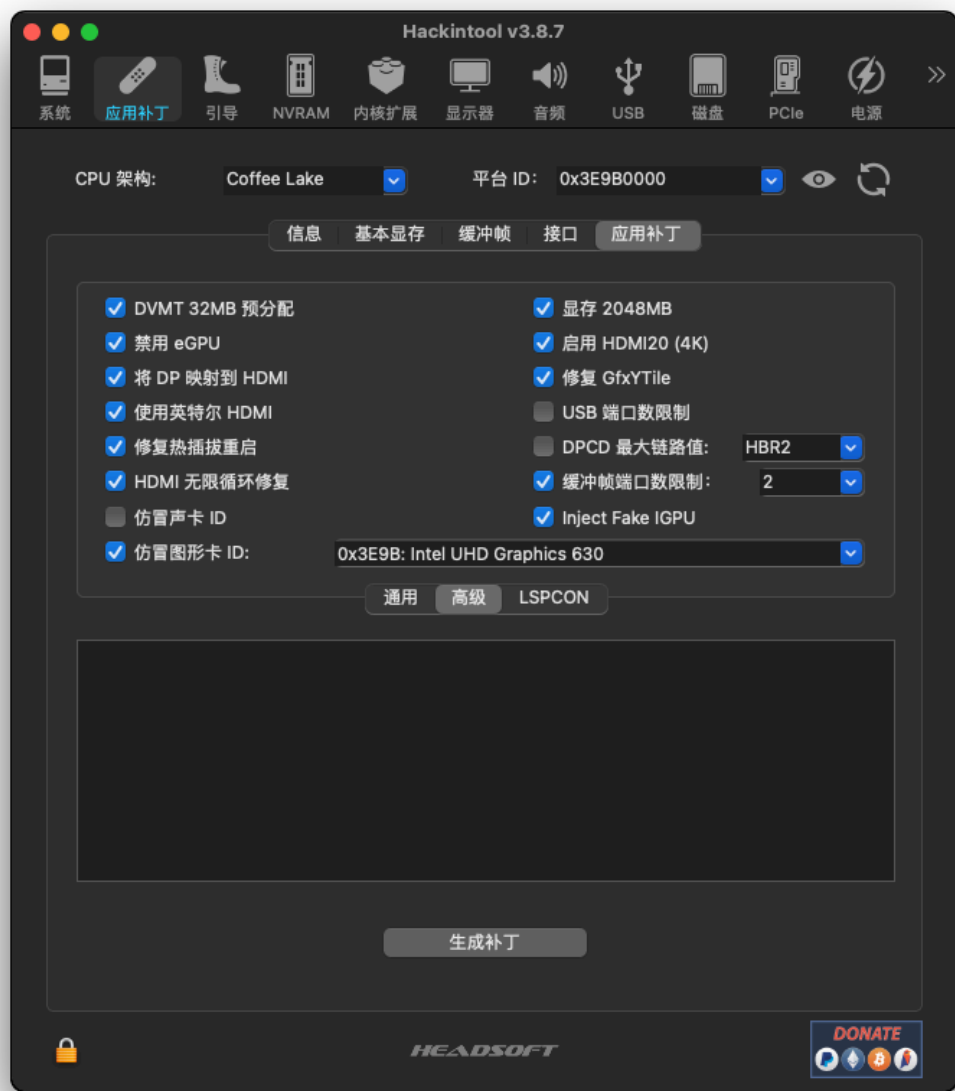 Hackintool v3.8.7
系统 应用补丁 引导 NVRAM 内核扩展 显示器 音频 USB 磁盘 PCIe 电源
CPU 架构: Coffee Lake 平台 ID: 0x3E9B0000
信息 基本显存 缓冲帧 接口 应用补丁
DVMT 32MB 预分配 显存 2048MB
禁用 eGPU 启用 HDMI20 (4K)
将 DP 映射到 HDMI 修复 GfxYTile
使用英特尔 HDMI USB 端口数限制
修复热插拔重启 DPCD 最大链路值: HBR2
HDMI 无限循环修复 缓冲帧端口数限制: 2
仿冒声卡 ID Inject Fake IGPU
仿冒图形卡 ID: 0x3E9B: Intel UHD Graphics 630
通用 高级 LSPCON
生成补丁
HEADSOFT
DONATE